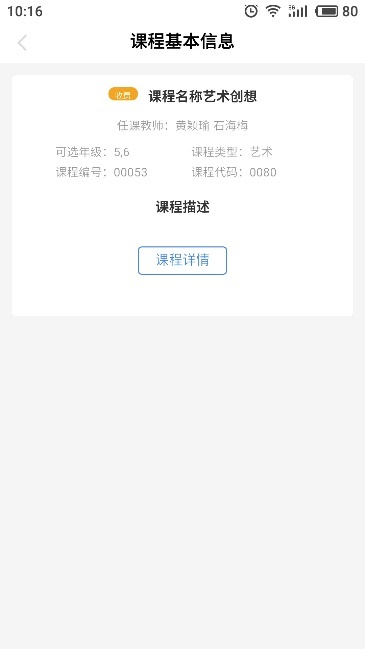 10:16 80
课程基本信息
收费 课程名称艺术创想
任课教师：黄颖瑜 石海梅
可选年级：5,6 课程类型：艺术
课程编号：00053 课程代码：0080
课程描述
课程详情